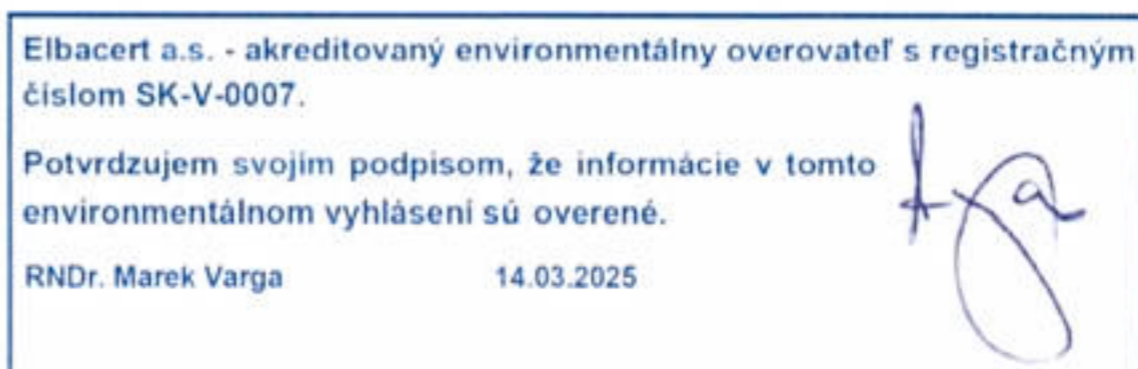 Elbacert a.s. - akreditovaný environmentálny overovateľ s registračným
číslom SK-V-0007.
Potvrdzujem svojím podpisom, že informácie v tomto
environmentálnom vyhlásení sú overené.
RNDr. Marek Varga 14.03.2025